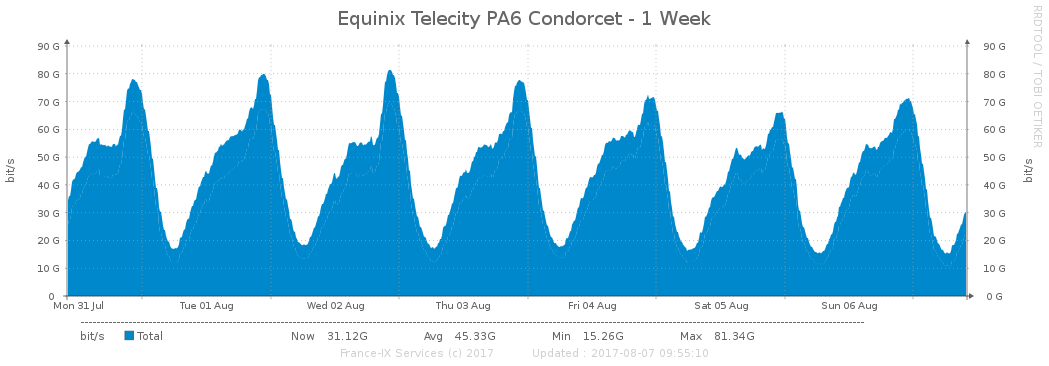 Equinix Telecity PA6 Condorcet - 1 Week
RRDTOOL / TOBI OETIKER
90 G 90 G
80 G 80 G
70 G 70 G
60 G 60 G
50 G 50 G
40 G 40 G
30 G 30 G
20 G 20 G
10 G 10 G
0 0 G
bit/s
bit/s
Mon 31 Jul Tue 01 Aug Wed 02 Aug Thu 03 Aug Fri 04 Aug Sat 05 Aug Sun 06 Aug
bit/s Total Now 31.12G Avg 45.33G Min 15.26G Max 81.34G
France-IX Services (c) 2017 Updated : 2017-08-07 09:55:10